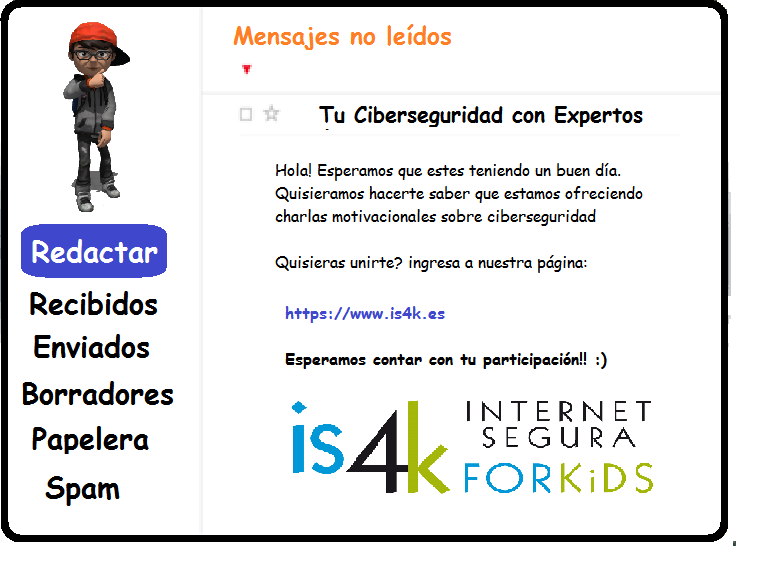 Mensajes no leídos
Tu Ciberseguridad con Expertos
Hola! Esperamos que estes teniendo un buen día.
Quisieramos hacerte saber que estamos ofreciendo
charlas motivacionales sobre ciberseguridad
Quisieras unirte? ingresa a nuestra página:
https://www.is4k.es
Esperamos contar con tu participación!! :)
is4k
INTERNET
SEGURA
FORKiDS
Redactar
Recibidos
Enviados
Borradores
Papelera
Spam